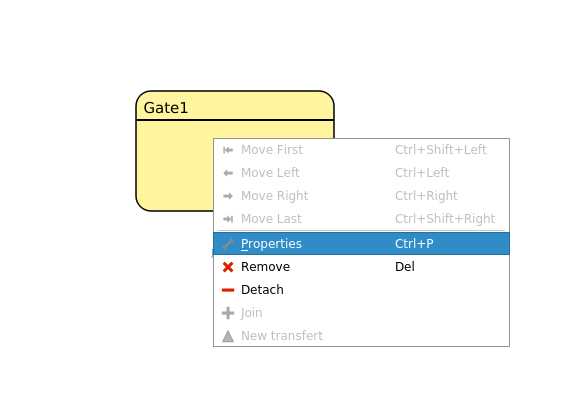 Gate1
Move First Ctrl+Shift+Left
Move Left Ctrl+Left
Move Right Ctrl+Right
Move Last Ctrl+Shift+Right
Properties Ctrl+P
Remove Del
Detach
Join
New transfert